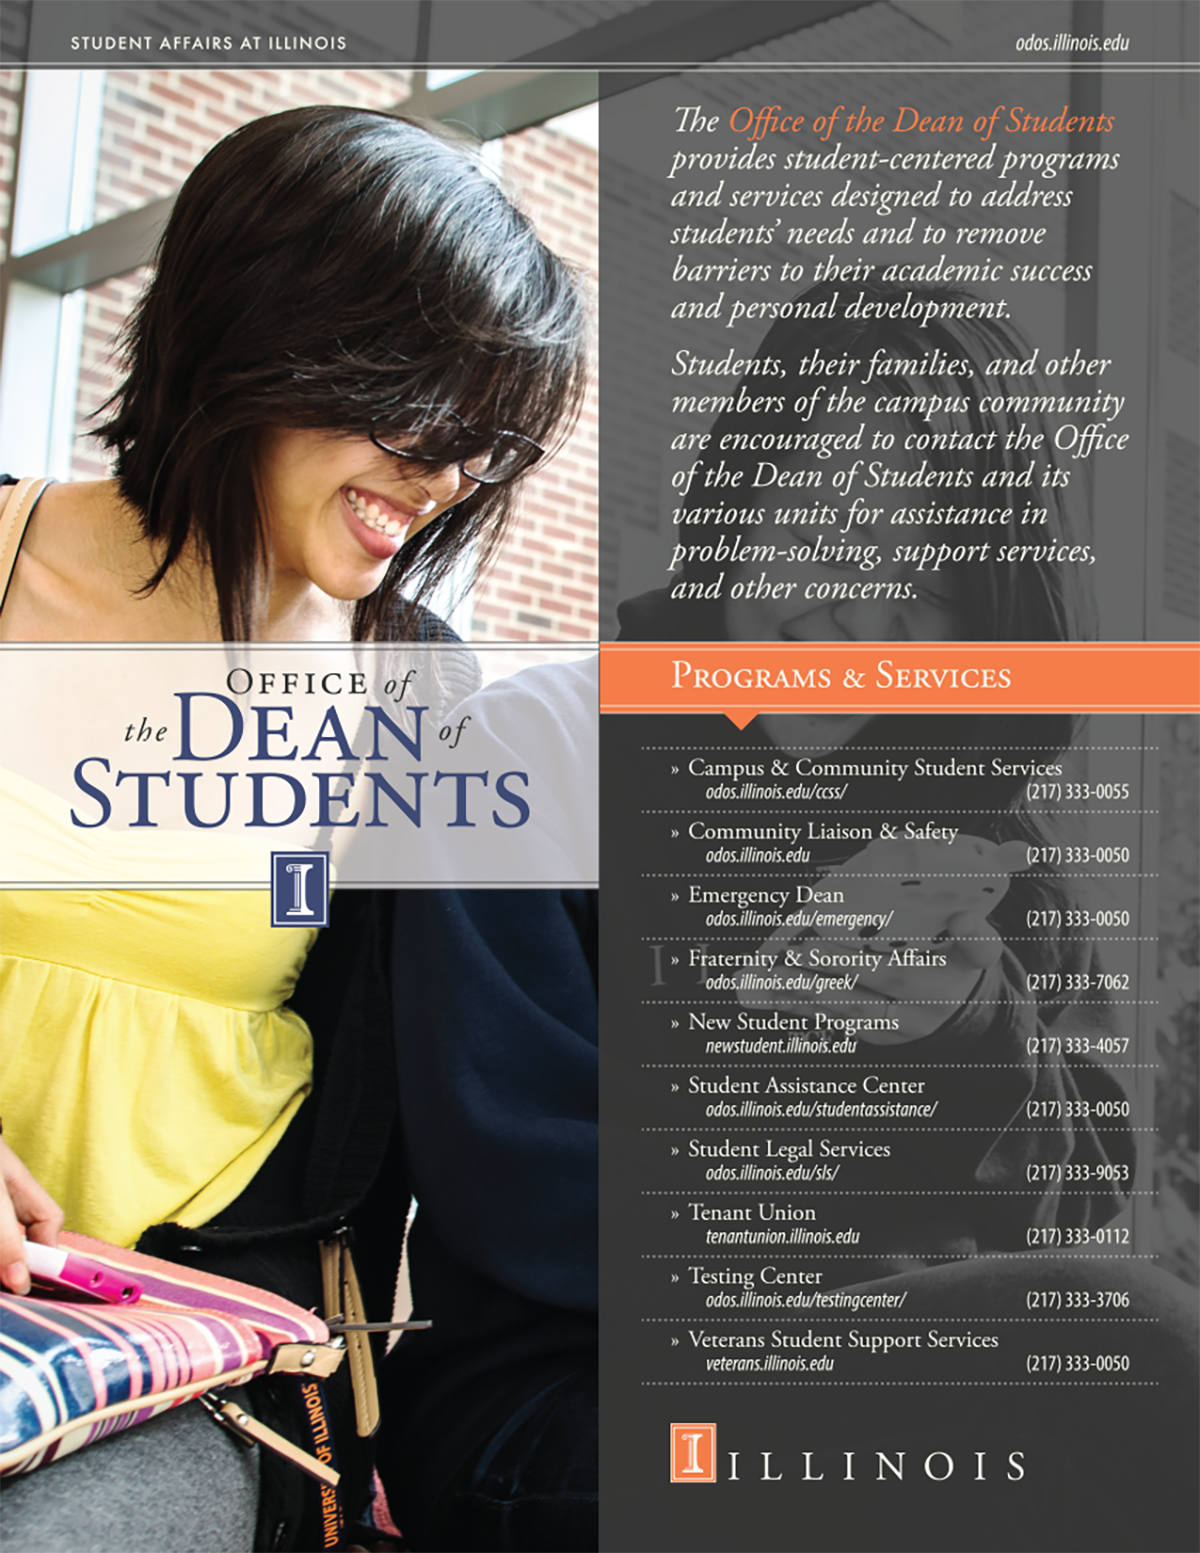 STUDENT AFFAIRS AT ILLINOIS
odos.illinois.edu
OFFICE of
the DEAN of
STUDENTS
I
UNIVERS OF ILLINOIS
The Office of the Dean of Students
provides student-centered programs
and services designed to address
students' needs and to remove
barriers to their academic success
and personal development.
Students, their families, and other
members of the campus community
are encouraged to contact the Office
of the Dean of Students and its
various units for assistance in
problem-solving, support services,
and other concerns.
PROGRAMS & SERVICES
» Campus & Community Student Services
odos.illinois.edu/ccss/ (217) 333-0055
» Community Liaison & Safety
odos.illinois.edu (217) 333-0050
» Emergency Dean
odos.illinois.edu/emergency/ (217) 333-0050
» Fraternity & Sorority Affairs
odos.illinois.edu/greek/ (217) 333-7062
» New Student Programs
newstudent.illinois.edu (217) 333-4057
» Student Assistance Center
odos.illinois.edu/studentassistance/ (217) 333-0050
» Student Legal Services
odos.illinois.edu/sls/ (217) 333-9053
» Tenant Union
tenantunion.illinois.edu (217) 333-0112
» Testing Center
odos.illinois.edu/testingcenter/ (217) 333-3706
» Veterans Student Support Services
veterans.illinois.edu (217) 333-0050
I ILLINOIS